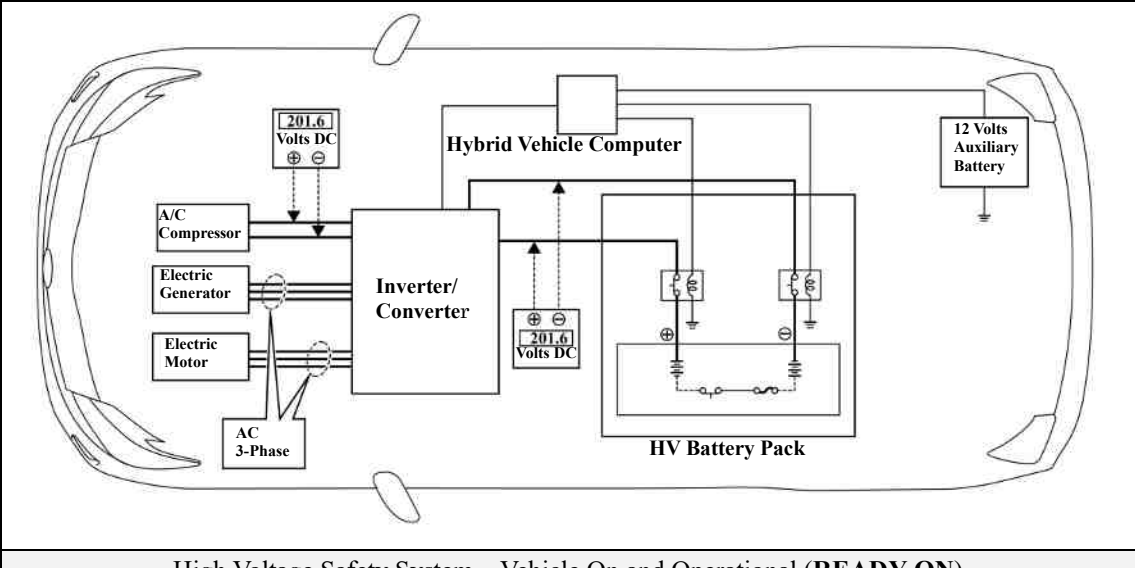 201.6
Volts DC
⊕ ⊖
Hybrid Vehicle Computer
12 Volts
Auxiliary
Battery
A/C
Compressor
Electric
Generator
Electric
Motor
Inverter/
Converter
⊕ ⊖
201.6
Volts DC
⊕ ⊖
AC
3-Phase
HV Battery Pack
High Voltage Safety System – Vehicle On and Operational (READY-ON)